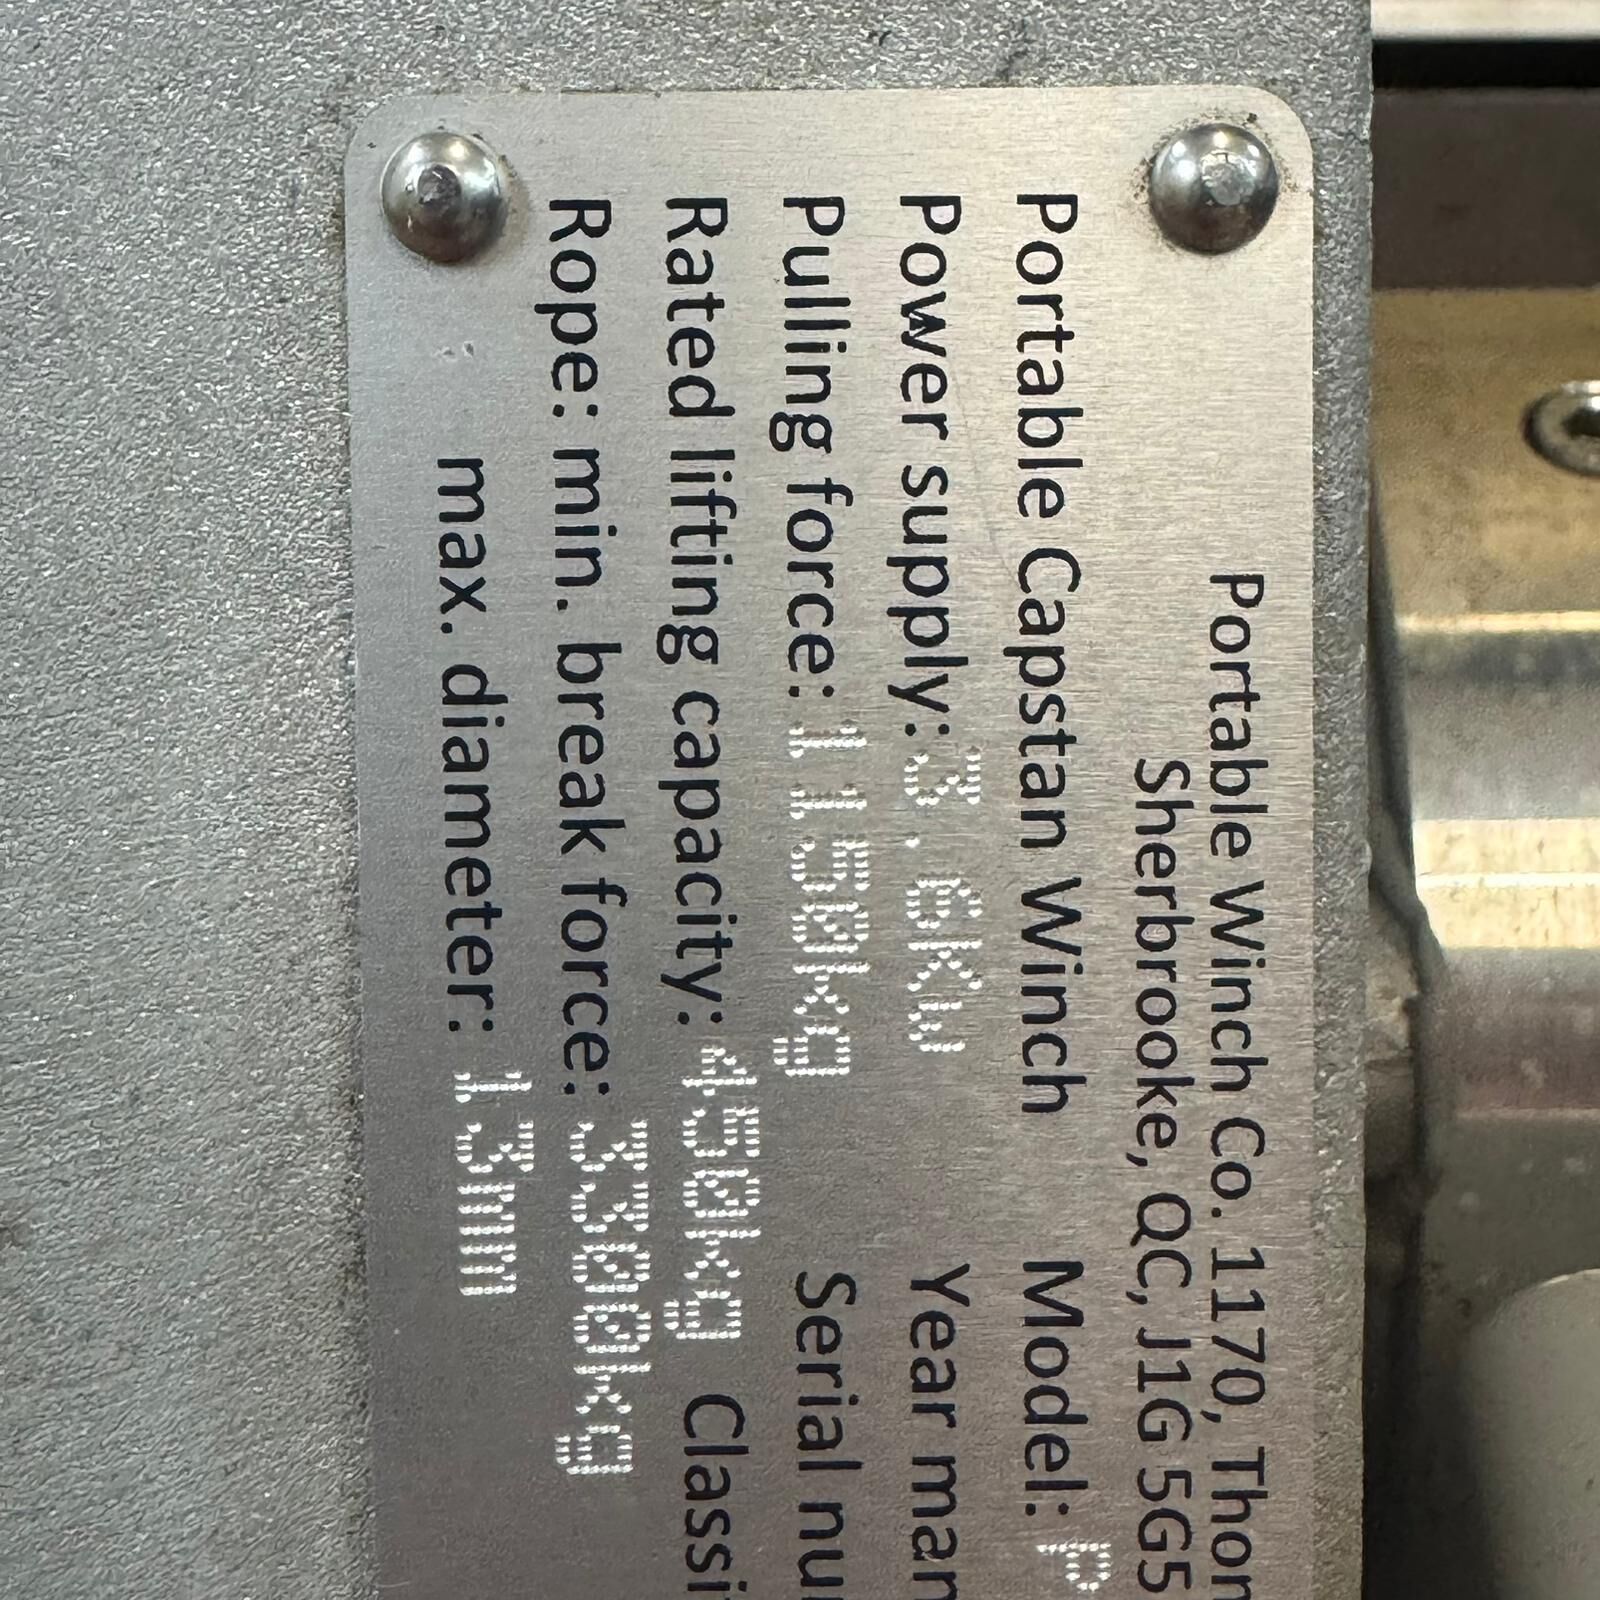 Portable Winch Co. 1170, Thom
Sherbrooke, QC, J1G 5G5
Portable Capstan Winch Model: P
Power supply: 3.6kW Year man
Pulling force: 1150kg Serial nu
Rated lifting capacity: 450kg Classi
Rope: min. break force: 3300kg
max. diameter: 13mm